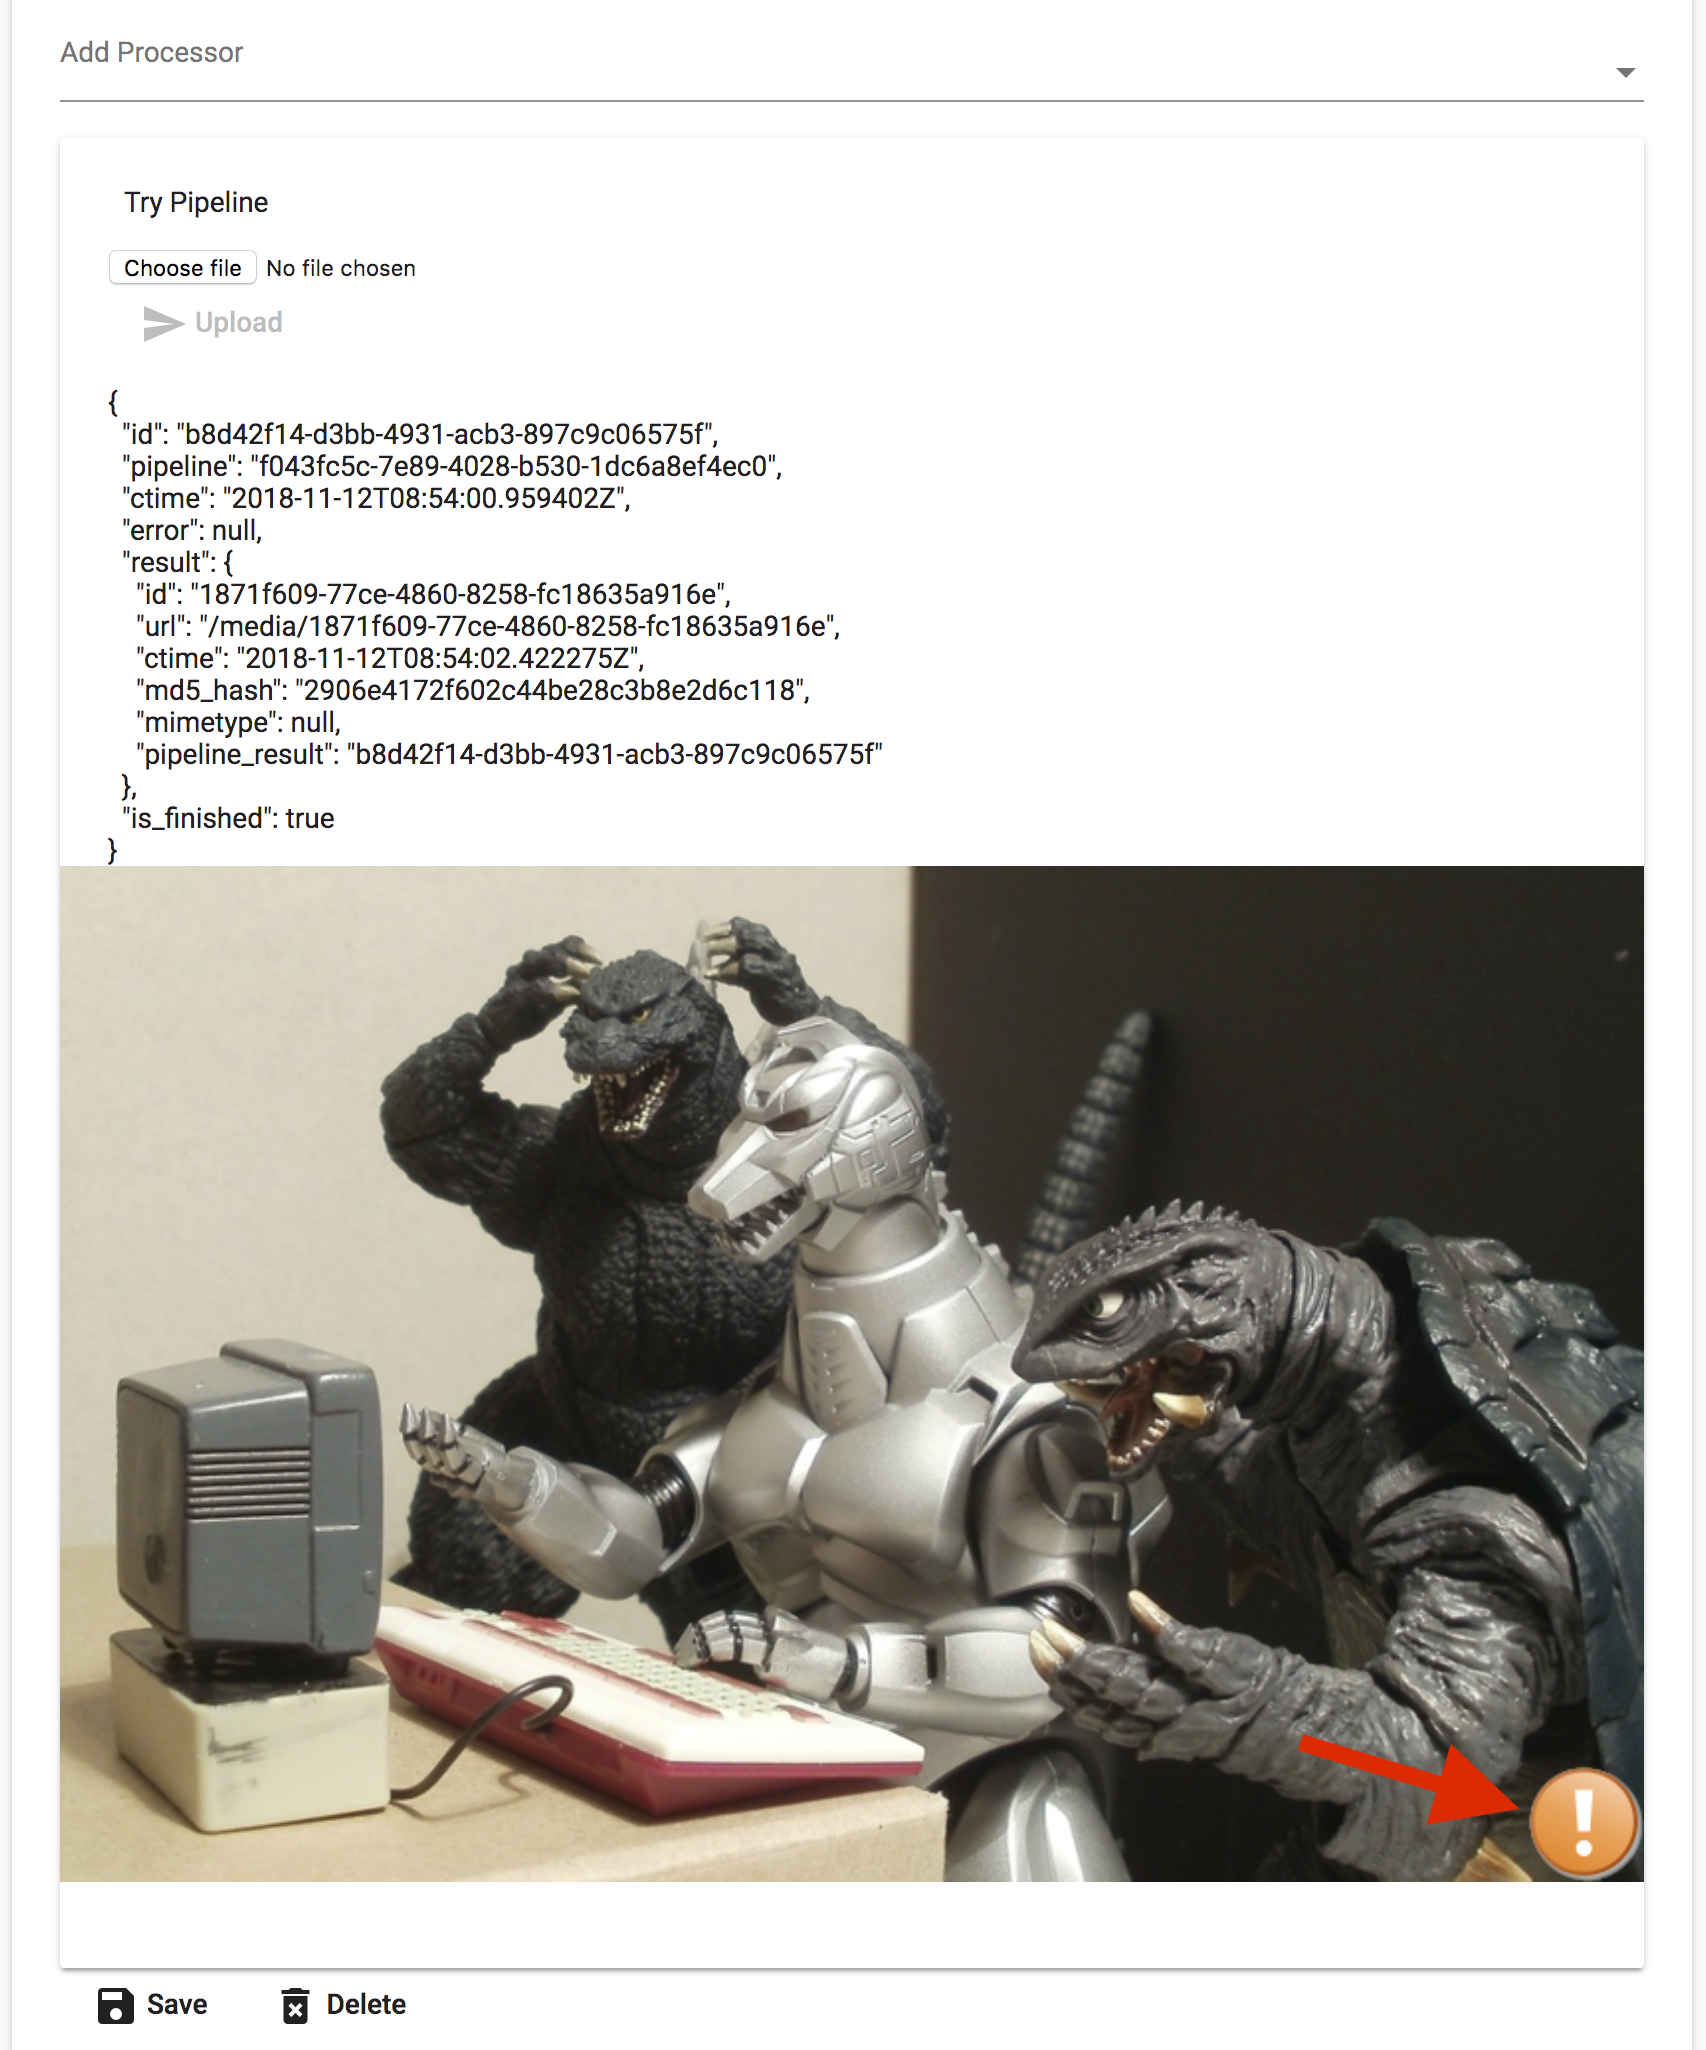 Add Processor
Try Pipeline
Choose file No file chosen
Upload
{
"id": "b8d42f14-d3bb-4931-acb3-897c9c06575f",
"pipeline": "f043fc5c-7e89-4028-b530-1dc6a8ef4ec0",
"ctime": "2018-11-12T08:54:00.959402Z",
"error": null,
"result": {
"id": "1871f609-77ce-4860-8258-fc18635a916e",
"url": "/media/1871f609-77ce-4860-8258-fc18635a916e",
"ctime": "2018-11-12T08:54:02.422275Z",
"md5_hash": "2906e4172f602c44be28c3b8e2d6c118",
"mimetype": null,
"pipeline_result": "b8d42f14-d3bb-4931-acb3-897c9c06575f"
},
"is_finished": true
}
!
Save Delete